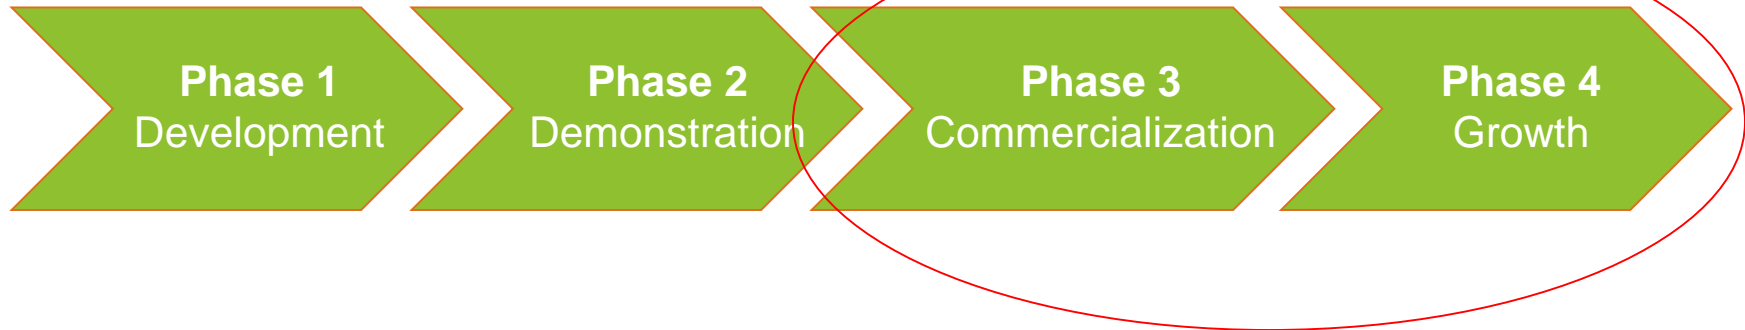 Phase 1
Development
Phase 2
Demonstration
Phase 3
Commercialization
Phase 4
Growth